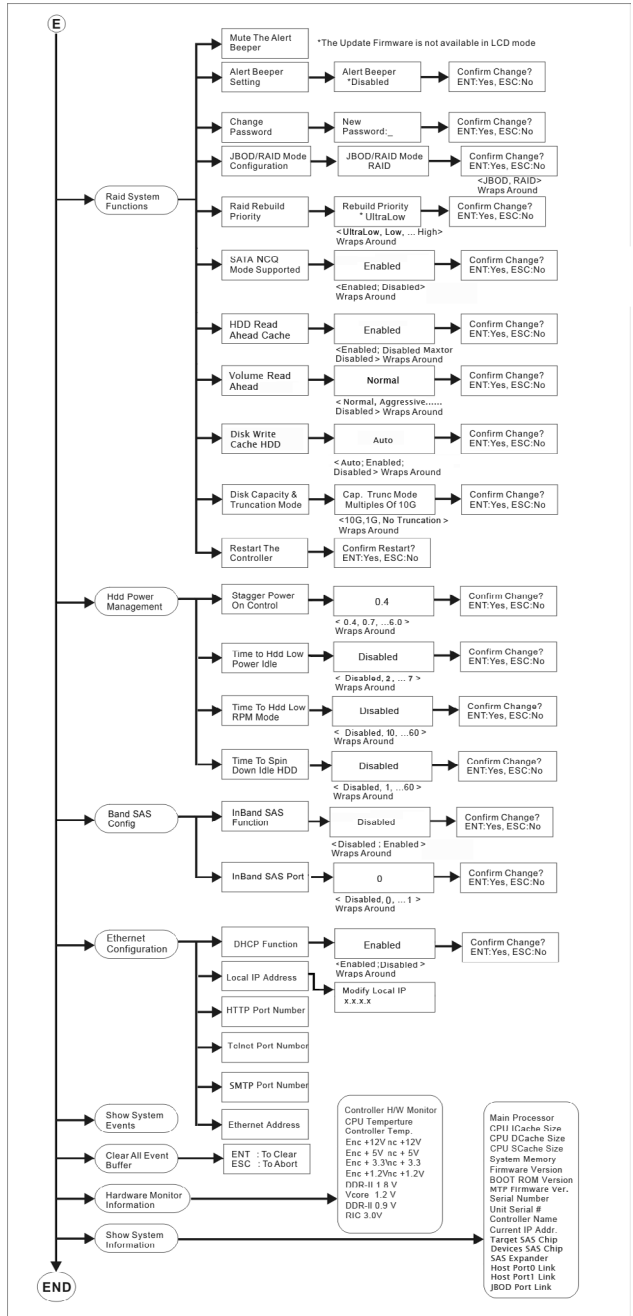 E
Mute The Alert
Beeper
*The Update Firmware is not available in LCD mode
Alert Beeper
Setting
Alert Beeper
*Disabled
Confirm Change?
ENT:Yes, ESC:No
Change
Password
New
Password:_
Confirm Change?
ENT:Yes, ESC:No
JBOD/RAID Mode
Configuration
JBOD/RAID Mode
RAID
Confirm Change?
ENT:Yes, ESC:No
<JBOD, RAID>
Wraps Around
Raid System
Functions
Raid Rebuild
Priority
Rebuild Priority
* UltraLow
Confirm Change?
ENT:Yes, ESC:No
<UltraLow, Low, ... High>
Wraps Around
SATA NCQ
Mode Supported
Enabled
Confirm Change?
ENT:Yes, ESC:No
<Enabled; Disabled>
Wraps Around
HDD Read
Ahead Cache
Enabled
Confirm Change?
ENT:Yes, ESC:No
<Enabled; Disabled Maxtor
Disabled> Wraps Around
Volume Read
Ahead
Normal
Confirm Change?
ENT:Yes, ESC:No
< Normal, Aggressive......
Disabled> Wraps Around
Disk Write
Cache HDD
Auto
Confirm Change?
ENT:Yes, ESC:No
< Auto; Enabled;
Disabled> Wraps Around
Disk Capacity &
Truncation Mode
Cap. Trunc Mode
Multiples Of 10G
Confirm Change?
ENT:Yes, ESC:No
<10G,1G, No Truncation >
Wraps Around
Restart The
Controller
Confirm Restart?
ENT:Yes, ESC:No
Hdd Power
Management
Stagger Power
On Control
0.4
Confirm Change?
ENT:Yes, ESC:No
< 0.4, 0.7, ...6.0 >
Wraps Around
Time to Hdd Low
Power Idle
Disabled
Confirm Change?
ENT:Yes, ESC:No
< Disabled, 2, ... 7 >
Wraps Around
Time To Hdd Low
RPM Mode
Disabled
Confirm Change?
ENT:Yes, ESC:No
< Disabled, 10, ...60 >
Wraps Around
Time To Spin
Down Idle HDD
Disabled
Confirm Change?
ENT:Yes, ESC:No
< Disabled, 1, ...60 >
Wraps Around
Band SAS
Config
InBand SAS
Function
Disabled
Confirm Change?
ENT:Yes, ESC:No
<Disabled ; Enabled >
Wraps Around
InBand SAS Port
0
Confirm Change?
ENT:Yes, ESC:No
< Disabled, 0, ... 1 >
Wraps Around
Ethernet
Configuration
DHCP Function
Enabled
Confirm Change?
ENT:Yes, ESC:No
<Enabled ;Disabled >
Wraps Around
Local IP Address
Modify Local IP
x.x.x.x
HTTP Port Number
Telnet Port Number
SMTP Port Number
Ethernet Address
Show System
Events
Clear All Event
Buffer
ENT : To Clear
ESC : To Abort
Hardware Monitor
Information
Controller H/W Monitor
CPU Temperture
Controller Temp.
Enc +12V nc +12V
Enc + 5V nc + 5V
Enc + 3.3Vnc + 3.3
Enc +1.2Vnc +1.2V
DDR-II 1.8 V
Vcore 1.2 V
DDR-II 0.9 V
RIC 3.0V
Show System
Information
Main Processor
CPU ICache Size
CPU DCache Size
CPU SCache Size
System Memory
Firmware Version
BOOT ROM Version
MTP Firmware Ver.
Serial Number
Unit Serial #
Controller Name
Current IP Addr.
Target SAS Chip
Devices SAS Chip
SAS Expander
Host Port0 Link
Host Port1 Link
JBOD Port Link
END